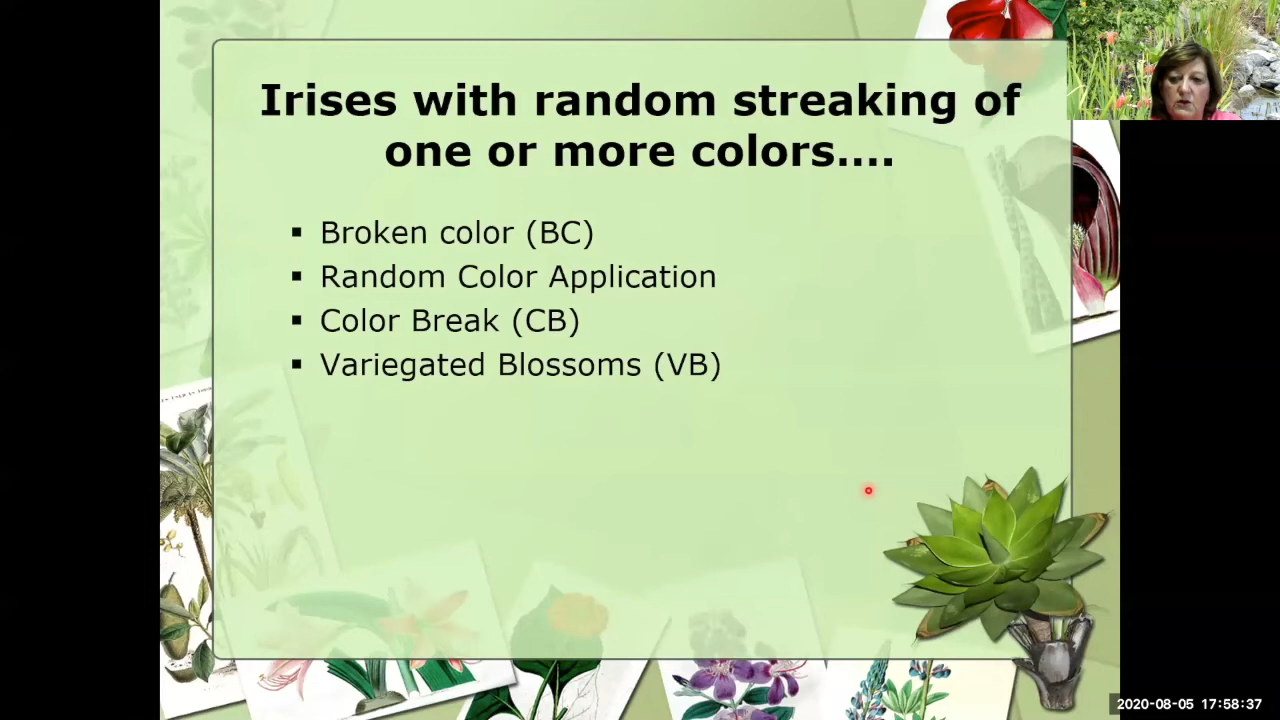 Irises with random streaking of
one or more colors....
▪ Broken color (BC)
▪ Random Color Application
▪ Color Break (CB)
▪ Variegated Blossoms (VB)
2020-08-05 17:58:37